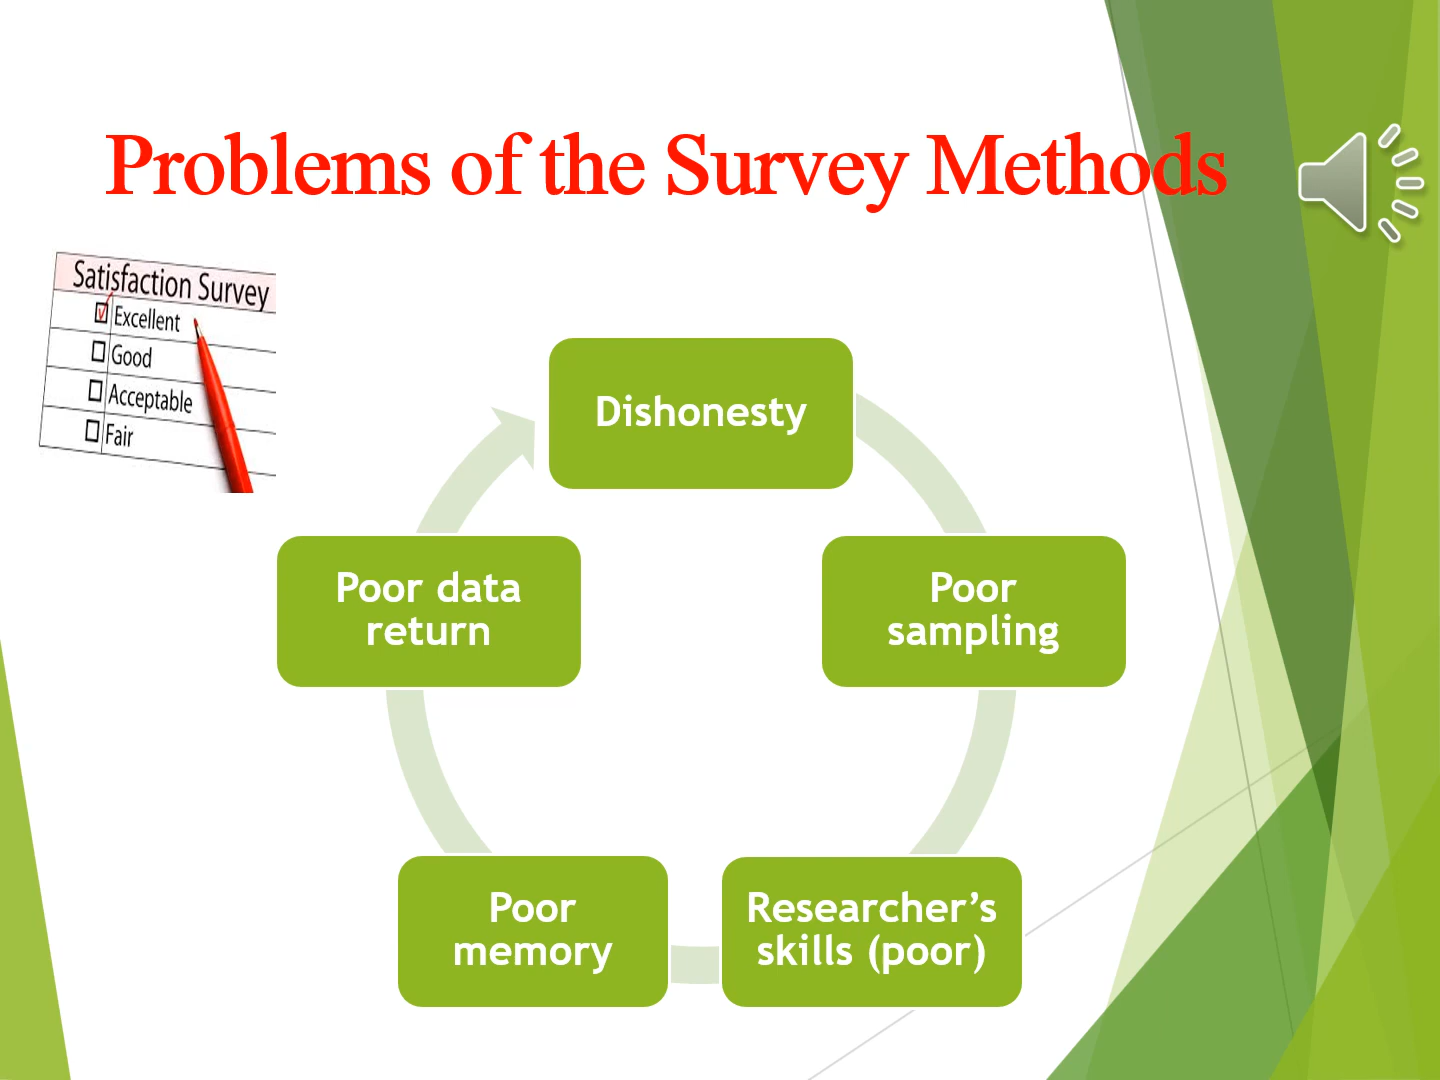 Problems of the Survey Methods
Satisfaction Survey
Excellent
Good
Acceptable
Fair
Dishonesty
Poor
sampling
Researcher’s
skills (poor)
Poor
memory
Poor data
return